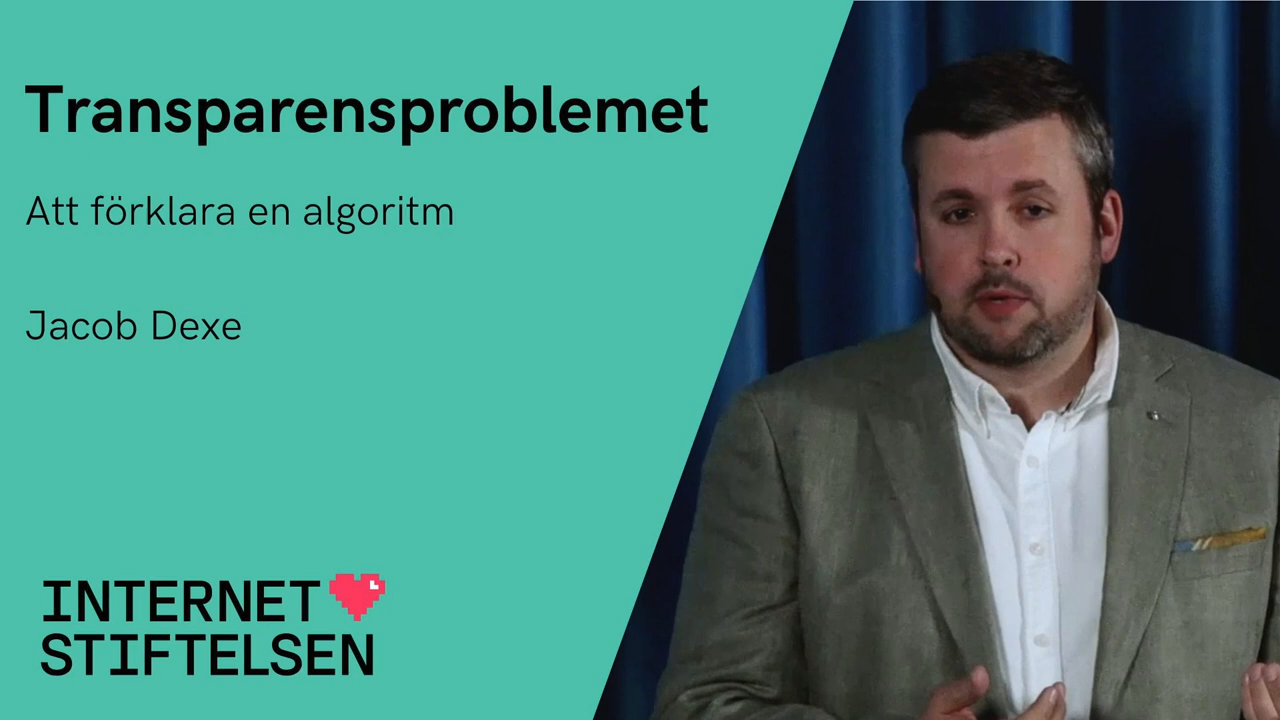 Transparensproblemet
Att förklara en algoritm
Jacob Dexe
INTERNET
STIFTELSEN